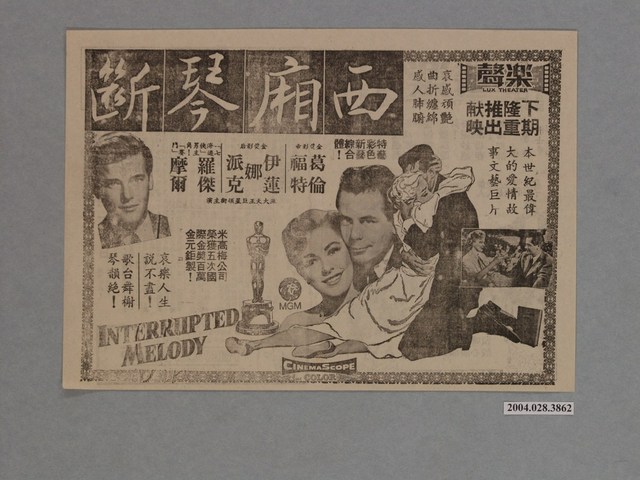 西廂琴斷
樂聲
LUX THEATER
下期隆重推出献映
哀感頑艷
曲折纏綿
感人肺腑
本世紀最偉
大的愛情故
事文藝巨片
特藝彩色新藝綜合體！
葛倫福特
伊蓮娜派克
羅傑摩爾
米高梅公司
榮獲五次國
際金獎百萬
金元鉅製！
哀樂人生
說不盡！
歌台舞榭
琴韻絶！
MGM
INTERRUPTED
MELODY
CINEMASCOPE
COLOR
2004.028.3862